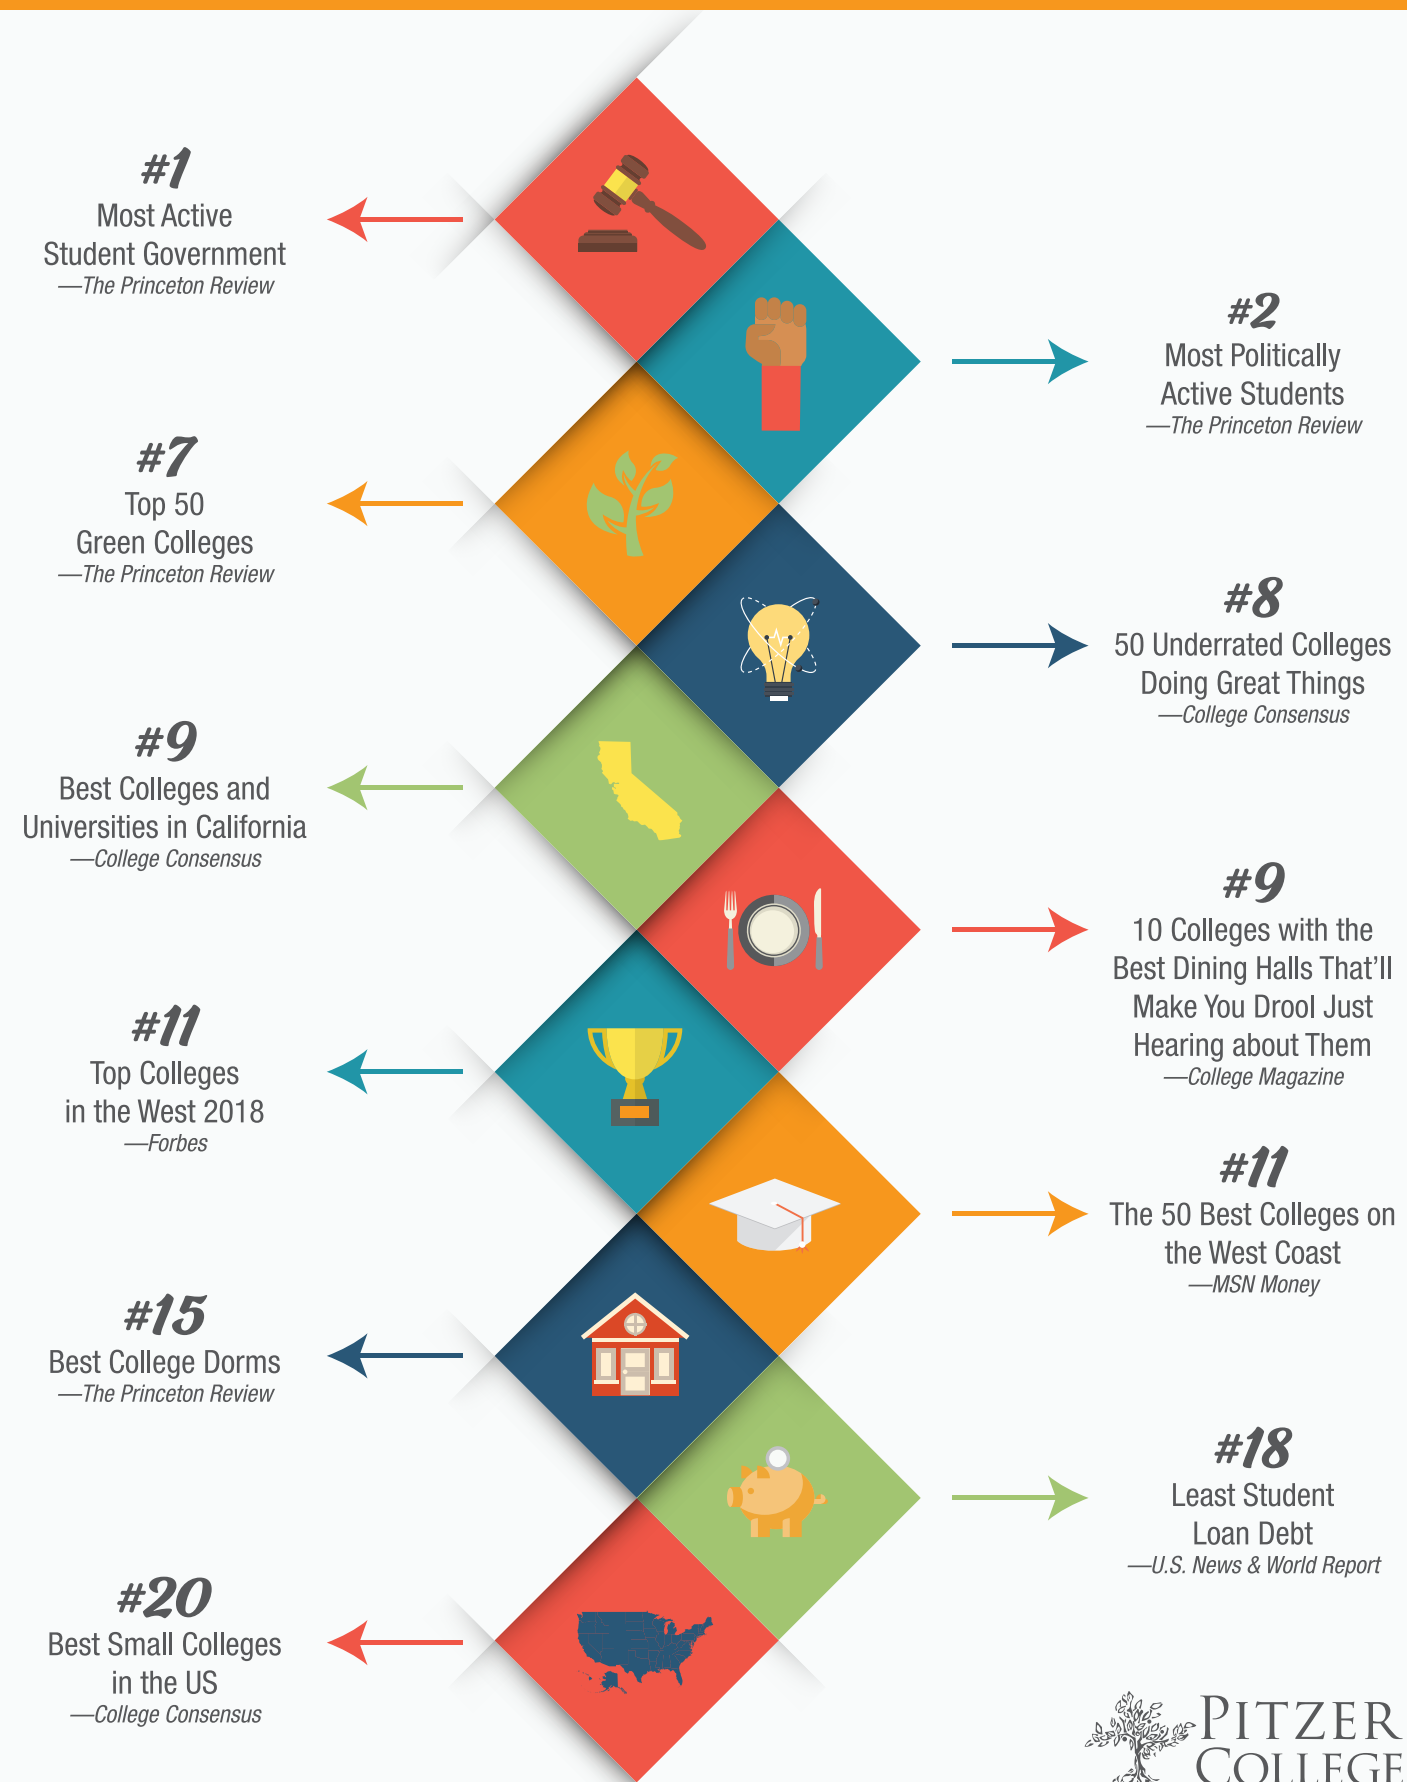 #1
Most Active
Student Government
—The Princeton Review
#2
Most Politically
Active Students
—The Princeton Review
#7
Top 50
Green Colleges
—The Princeton Review
#8
50 Underrated Colleges
Doing Great Things
—College Consensus
#9
Best Colleges and
Universities in California
—College Consensus
#9
10 Colleges with the
Best Dining Halls That’ll
Make You Drool Just
Hearing about Them
—College Magazine
#11
Top Colleges
in the West 2018
—Forbes
#11
The 50 Best Colleges on
the West Coast
—MSN Money
#15
Best College Dorms
—The Princeton Review
#18
Least Student
Loan Debt
—U.S. News & World Report
#20
Best Small Colleges
in the US
—College Consensus
PITZER
COLLEGE